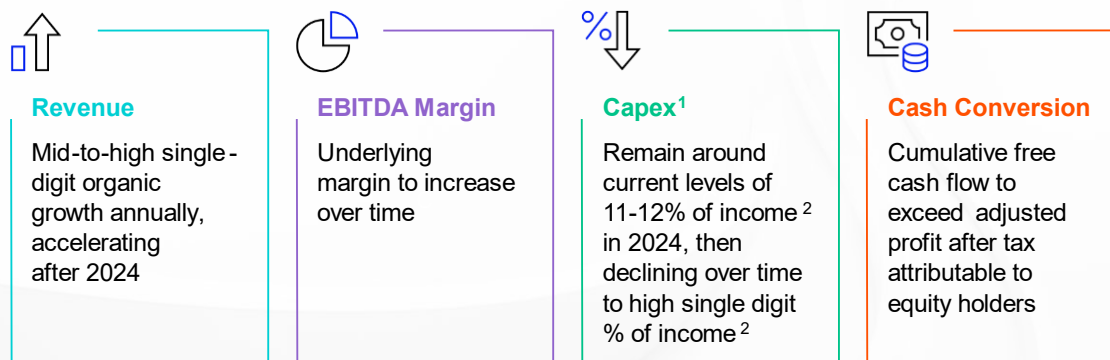 %
Revenue
Mid-to-high single-
digit organic
growth annually,
accelerating
after 2024
EBITDA Margin
Underlying
margin to increase
over time
Capex¹
Remain around
current levels of
11-12% of income ²
in 2024, then
declining over time
to high single digit
% of income ²
Cash Conversion
Cumulative free
cash flow to
exceed adjusted
profit after tax
attributable to
equity holders